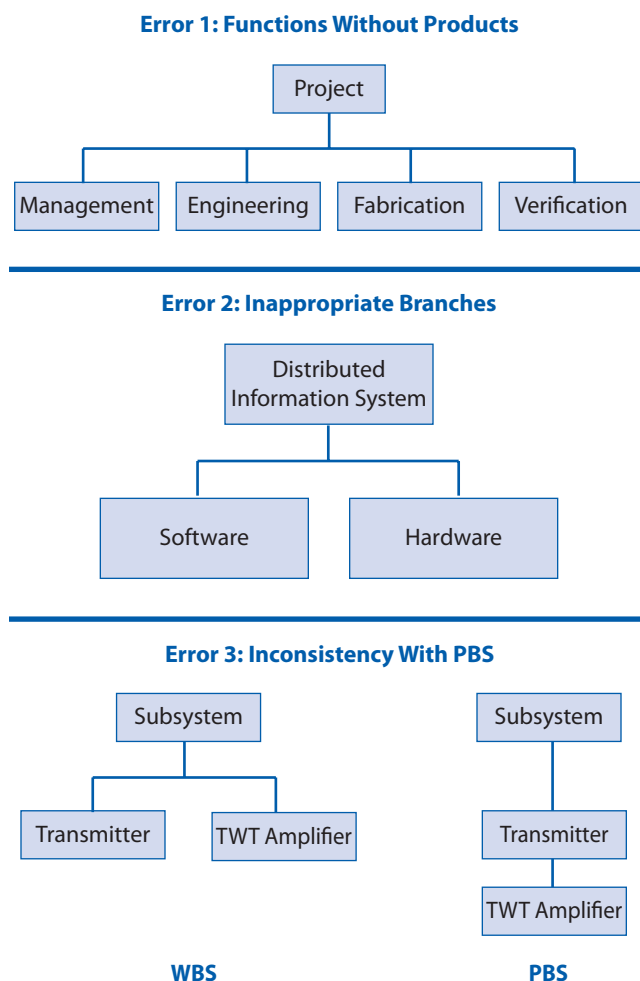 Error 1: Functions Without Products
Project
Management
Engineering
Fabrication
Verification
Error 2: Inappropriate Branches
Distributed
Information System
Software
Hardware
Error 3: Inconsistency With PBS
Subsystem
Subsystem
Transmitter
TWT Amplifier
Transmitter
TWT Amplifier
WBS
PBS